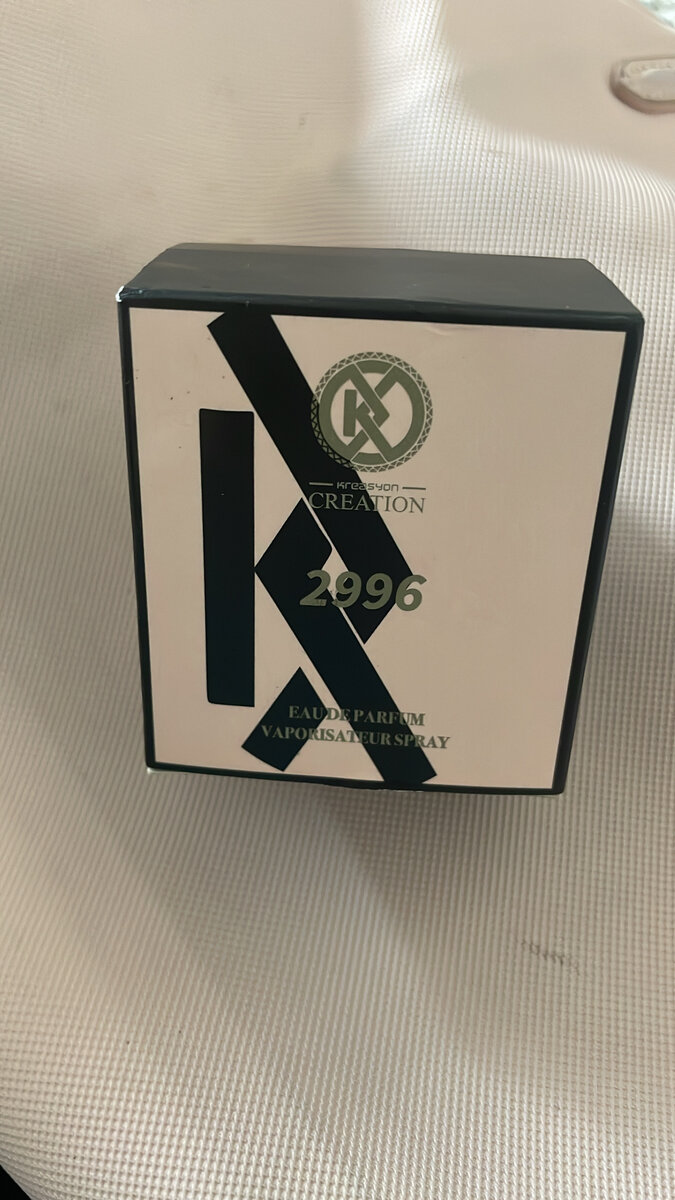 Kreasyon
CREATION
2996
EAU DE PARFUM
VAPORISATEUR SPRAY